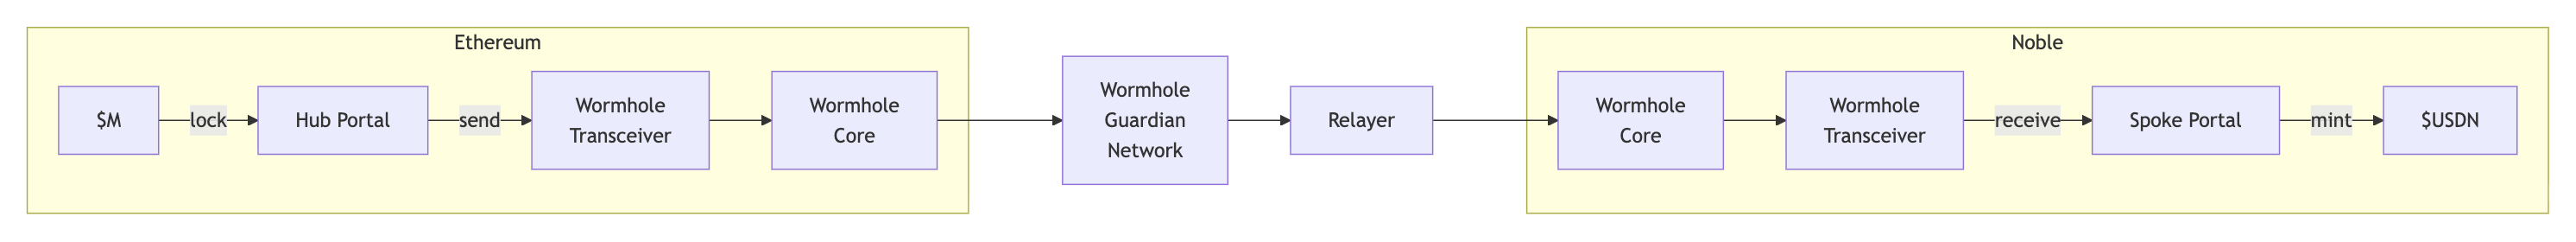 Ethereum
$M
lock
Hub Portal
send
Wormhole
Transceiver
Wormhole
Core
Wormhole
Guardian
Network
Relayer
Noble
Wormhole
Core
Wormhole
Transceiver
receive
Spoke Portal
mint
$USDN